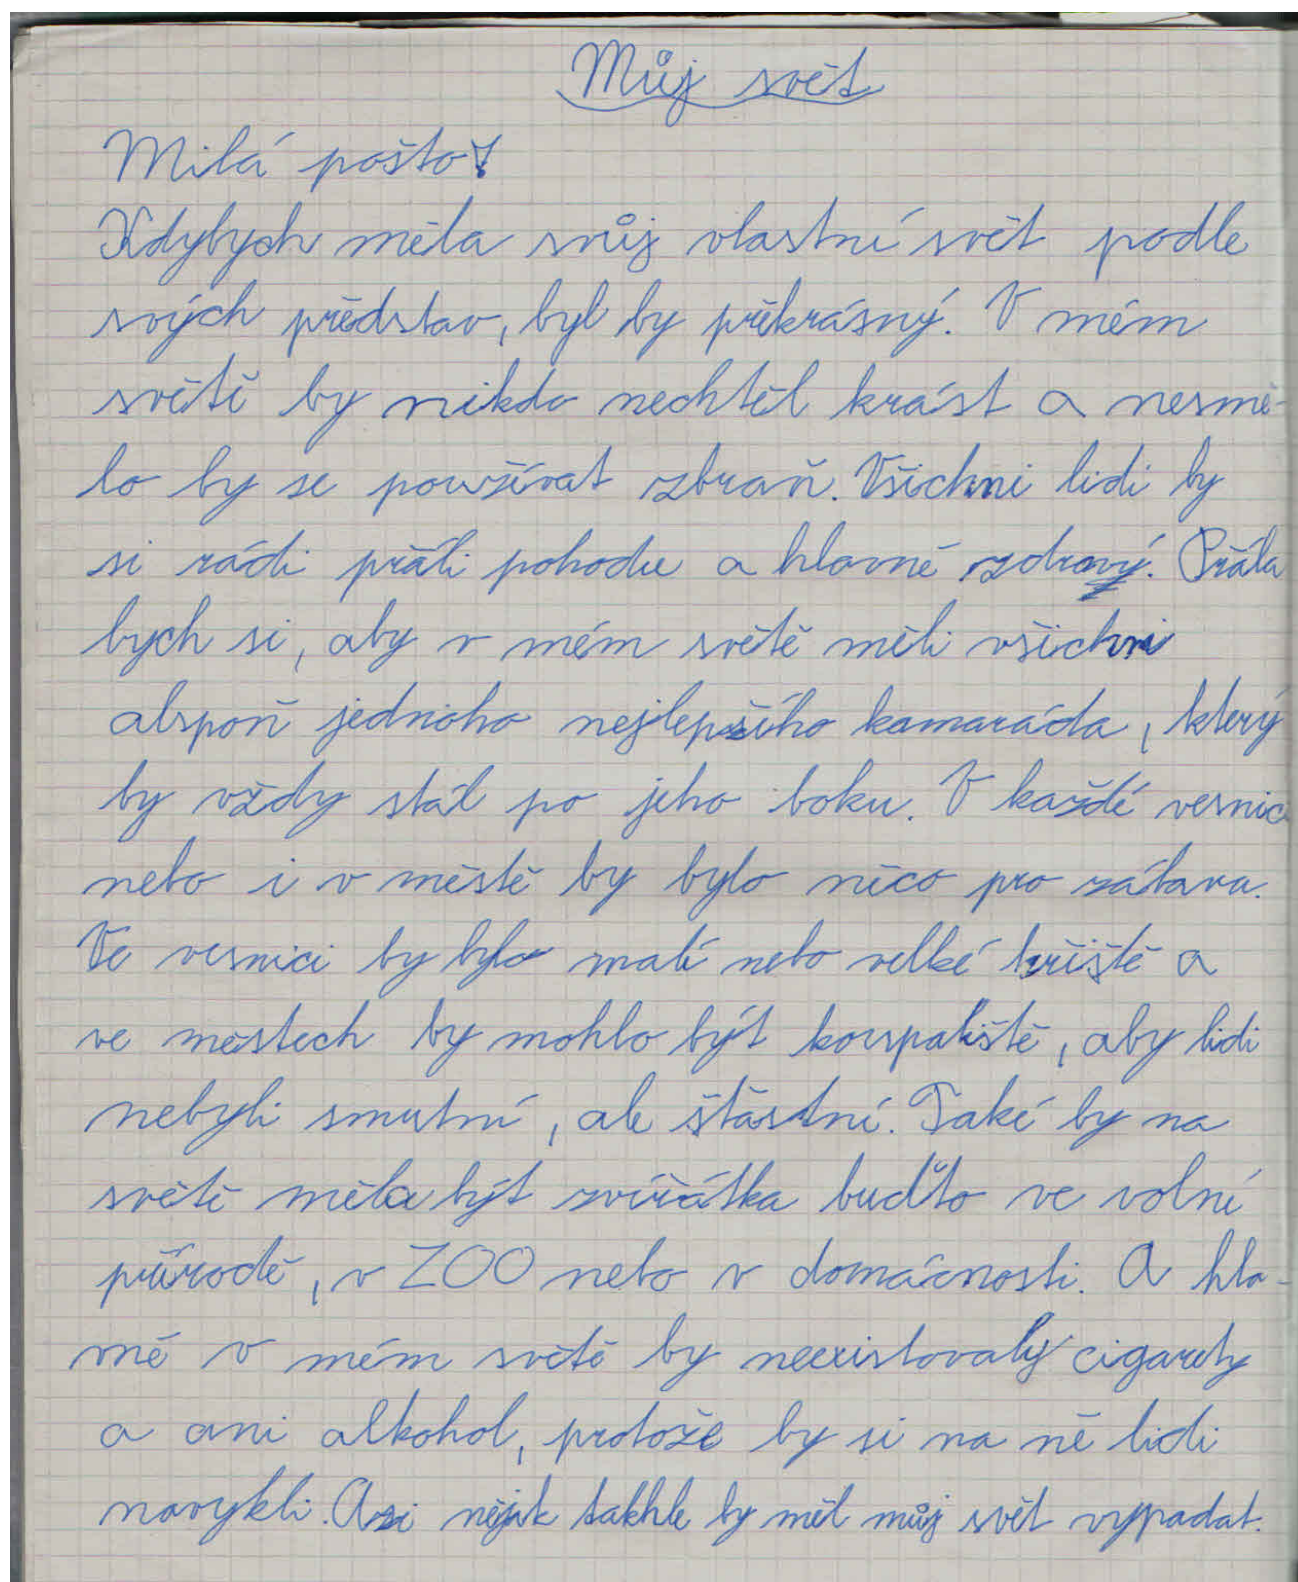 Můj svět
Milá pošto!
Kdybych měla svůj vlastní svět podle
svých představ, byl by překrásný. V mém
světě by nikdo nechtěl krást a nesmě-
lo by se používat zbraň. Všichni lidi by
si rádi přáli pohodu a hlavně zdraví. Přála
bych si, aby v mém světě měli všichni
alspoň jednoho nejlepšího kamaráda, který
by vždy stál po jeho boku. V každé vesnic
nebo i v městě by bylo něco pro zábavu.
Ve vesnici by bylo malé nebo velké hřiště a
ve městech by mohlo být koupaliště, aby lidi
nebyli smutní, ale šťastní. Také by na
světě měla být zvířátka buďto ve volné
přírodě, v ZOO nebo v domácnosti. A hla-
vně v mém světě by neexistovaly cigarety
a ani alkohol, protože by si na ně lidi
navykli. Asi nějak takhle by měl můj svět vypadat.